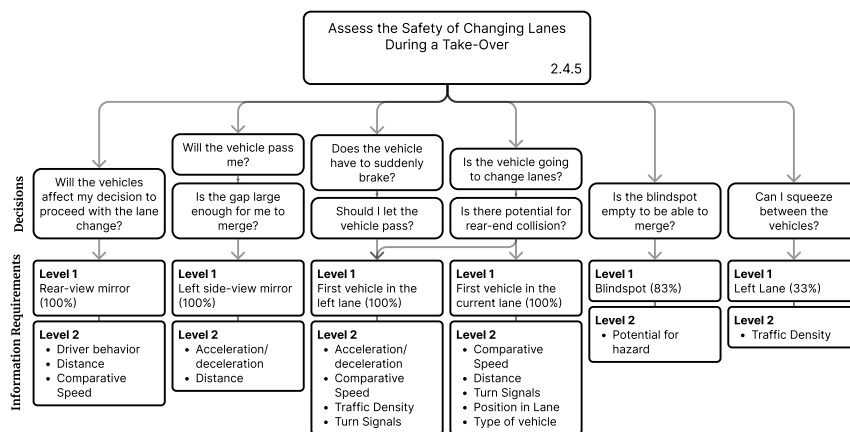 Assess the Safety of Changing Lanes
During a Take-Over
2.4.5
Decisions
Will the vehicles
affect my decision to
proceed with the lane
change?
Will the vehicle pass
me?
Is the gap large
enough for me to
merge?
Does the vehicle
have to suddenly
brake?
Should I let the
vehicle pass?
Is the vehicle going
to change lanes?
Is there potential for
rear-end collision?
Is the blindspot
empty to be able to
merge?
Can I squeeze
between the
vehicles?
Information Requirements
Level 1
Rear-view mirror
(100%)
Level 2
• Driver behavior
• Distance
• Comparative
Speed
Level 1
Left side-view mirror
(100%)
Level 2
• Acceleration/
deceleration
• Distance
Level 1
First vehicle in the
left lane (100%)
Level 2
• Acceleration/
deceleration
• Comparative
Speed
• Traffic Density
• Turn Signals
Level 1
First vehicle in the
current lane (100%)
Level 2
• Comparative
Speed
• Distance
• Turn Signals
• Position in Lane
• Type of vehicle
Level 1
Blindspot (83%)
Level 2
• Potential for
hazard
Level 1
Left Lane (33%)
Level 2
• Traffic Density